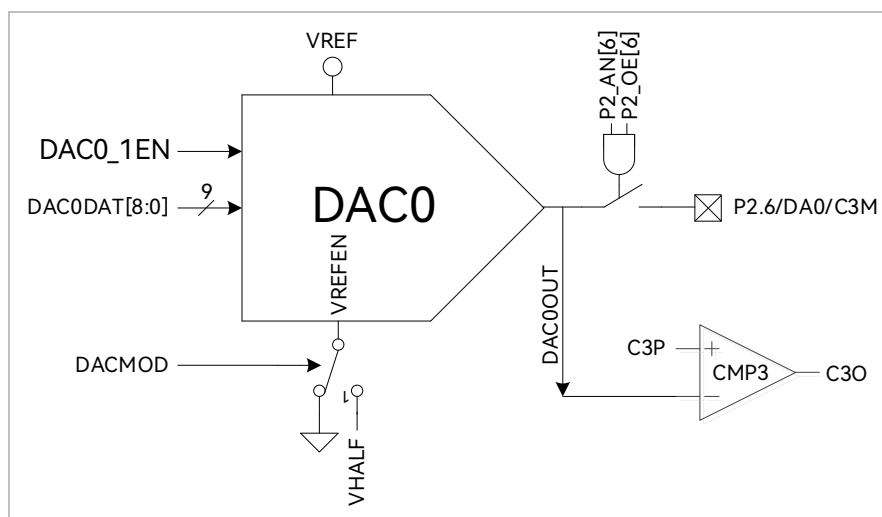 VREF
P2_AN[6]
P2_OE[6]
DAC0_1EN
DAC0DAT[8:0]
9
DAC0
P2.6/DA0/C3M
VREFEN
DAC0OUT
DACMOD
C3P
+
CMP3
C3O
−
1
VHALF